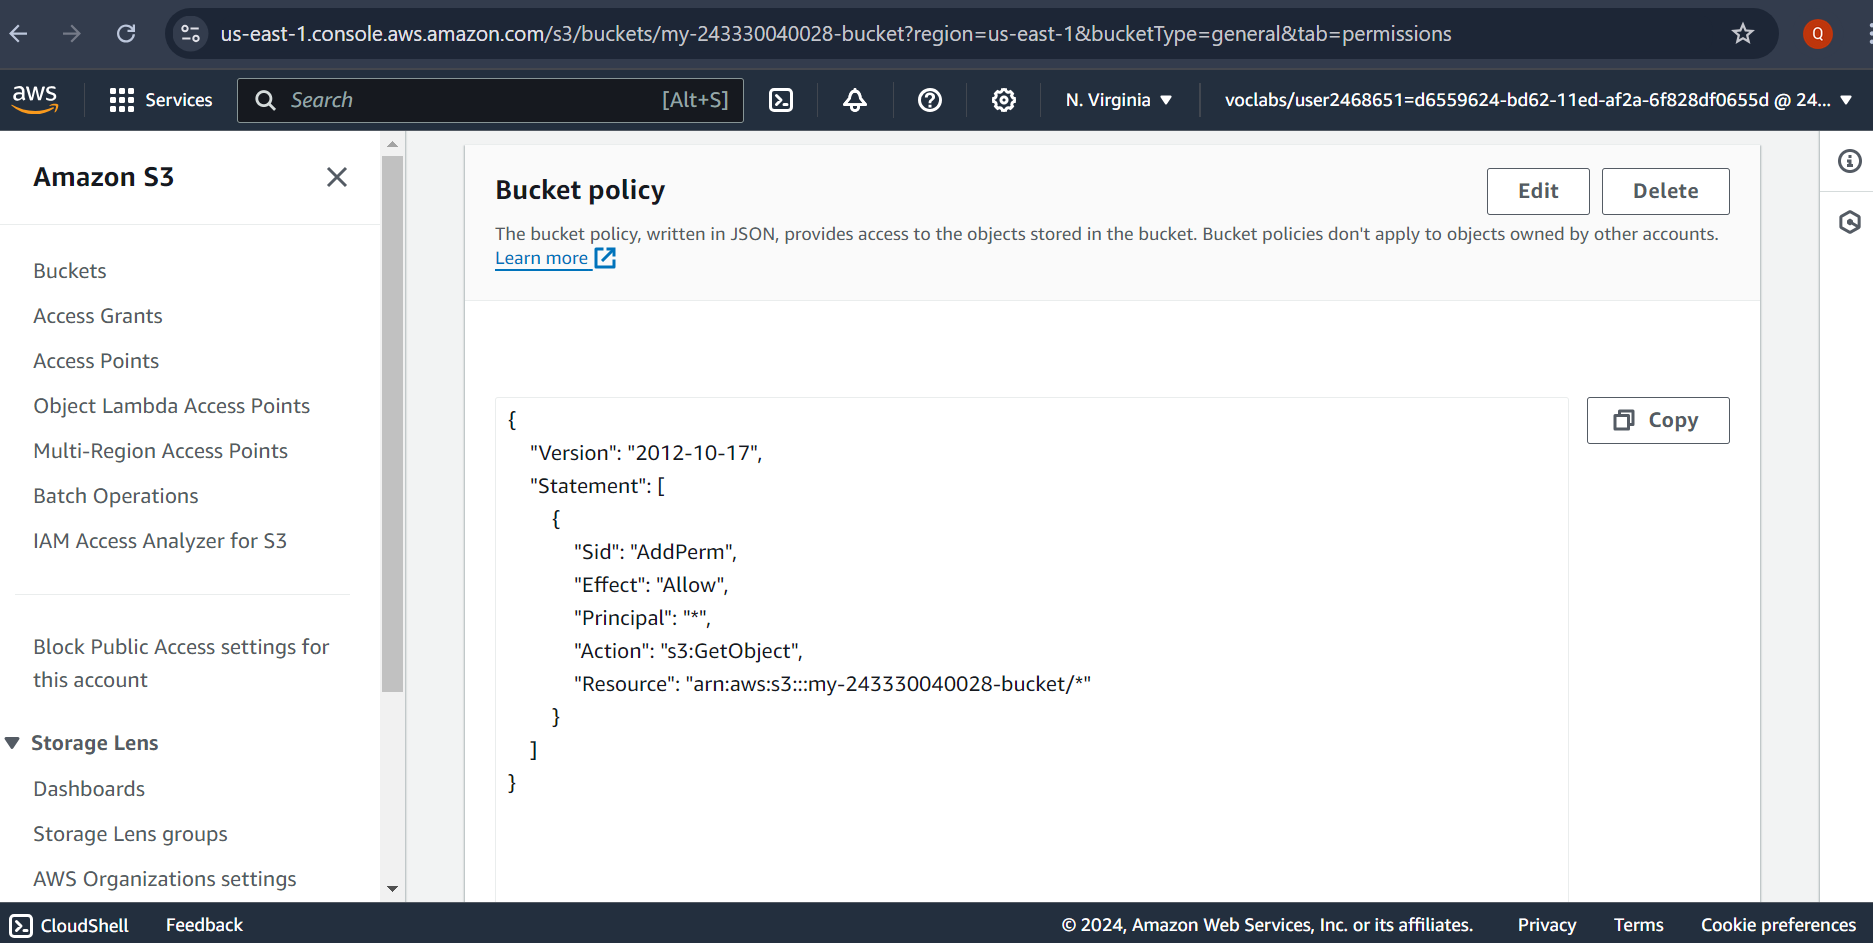 us-east-1.console.aws.amazon.com/s3/buckets/my-243330040028-bucket?region=us-east-1&bucketType=general&tab=permissions
Q
aws
Services
Search
[Alt+S]
N. Virginia
voclabs/user2468651=d6559624-bd62-11ed-af2a-6f828df0655d @ 24...
Amazon S3
Buckets
Access Grants
Access Points
Object Lambda Access Points
Multi-Region Access Points
Batch Operations
IAM Access Analyzer for S3
Block Public Access settings for
this account
Storage Lens
Dashboards
Storage Lens groups
AWS Organizations settings
Bucket policy
Edit
Delete
The bucket policy, written in JSON, provides access to the objects stored in the bucket. Bucket policies don't apply to objects owned by other accounts.
Learn more
Copy
{
"Version": "2012-10-17",
"Statement": [
{
"Sid": "AddPerm",
"Effect": "Allow",
"Principal": "*",
"Action": "s3:GetObject",
"Resource": "arn:aws:s3:::my-243330040028-bucket/*"
}
]
}
CloudShell
Feedback
© 2024, Amazon Web Services, Inc. or its affiliates.
Privacy
Terms
Cookie preferences